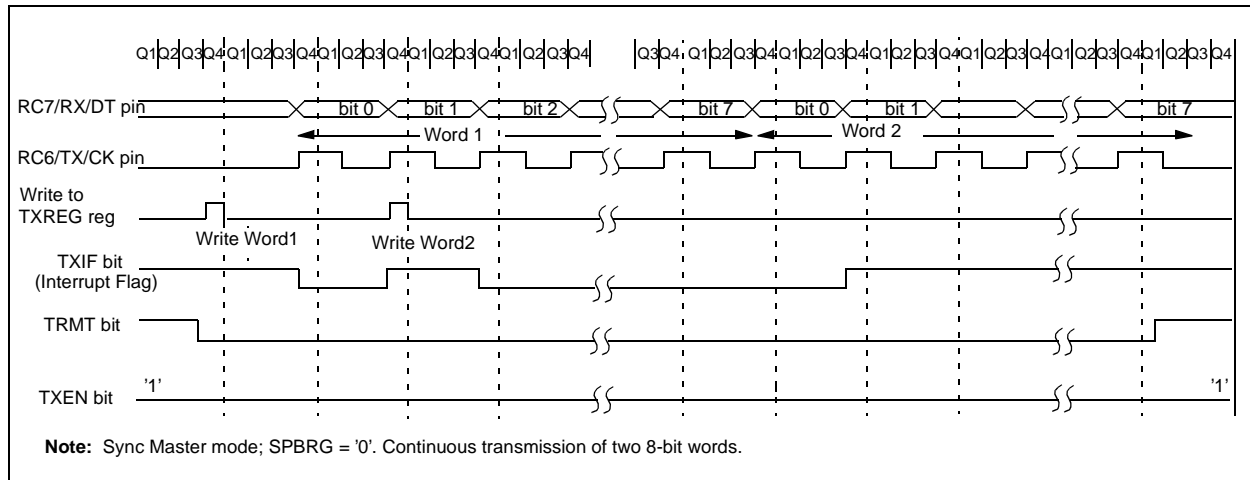 Q1 Q2 Q3 Q4 Q1 Q2 Q3 Q4 Q1 Q2 Q3 Q4 Q1 Q2 Q3 Q4 Q1 Q2 Q3 Q4 Q3 Q4 Q1 Q2 Q3 Q4 Q1 Q2 Q3 Q4 Q1 Q2 Q3 Q4 Q1 Q2 Q3 Q4 Q1 Q2 Q3 Q4 Q1 Q2 Q3 Q4
RC7/RX/DT pin bit 0 bit 1 bit 2 bit 7 bit 0 bit 1 bit 7
Word 1 Word 2
RC6/TX/CK pin
Write to
TXREG reg
Write Word1 Write Word2
TXIF bit
(Interrupt Flag)
TRMT bit
'1' '1'
TXEN bit
Note: Sync Master mode; SPBRG = '0'. Continuous transmission of two 8-bit words.